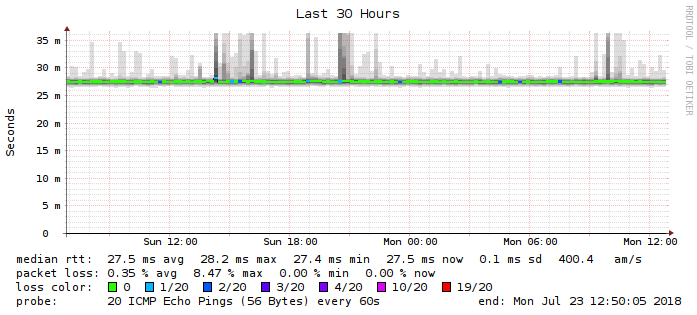 Last 30 Hours
RRDTOOL / TOBI OETIKER
Seconds
35 m
30 m
25 m
20 m
15 m
10 m
5 m
0
Sun 12:00 Sun 18:00 Mon 00:00 Mon 06:00 Mon 12:00
median rtt: 27.5 ms avg 28.2 ms max 27.4 ms min 27.5 ms now 0.1 ms sd 400.4 am/s
packet loss: 0.35 % avg 8.47 % max 0.00 % min 0.00 % now
loss color: 0 1/20 2/20 3/20 4/20 10/20 19/20
probe: 20 ICMP Echo Pings (56 Bytes) every 60s end: Mon Jul 23 12:50:05 2018